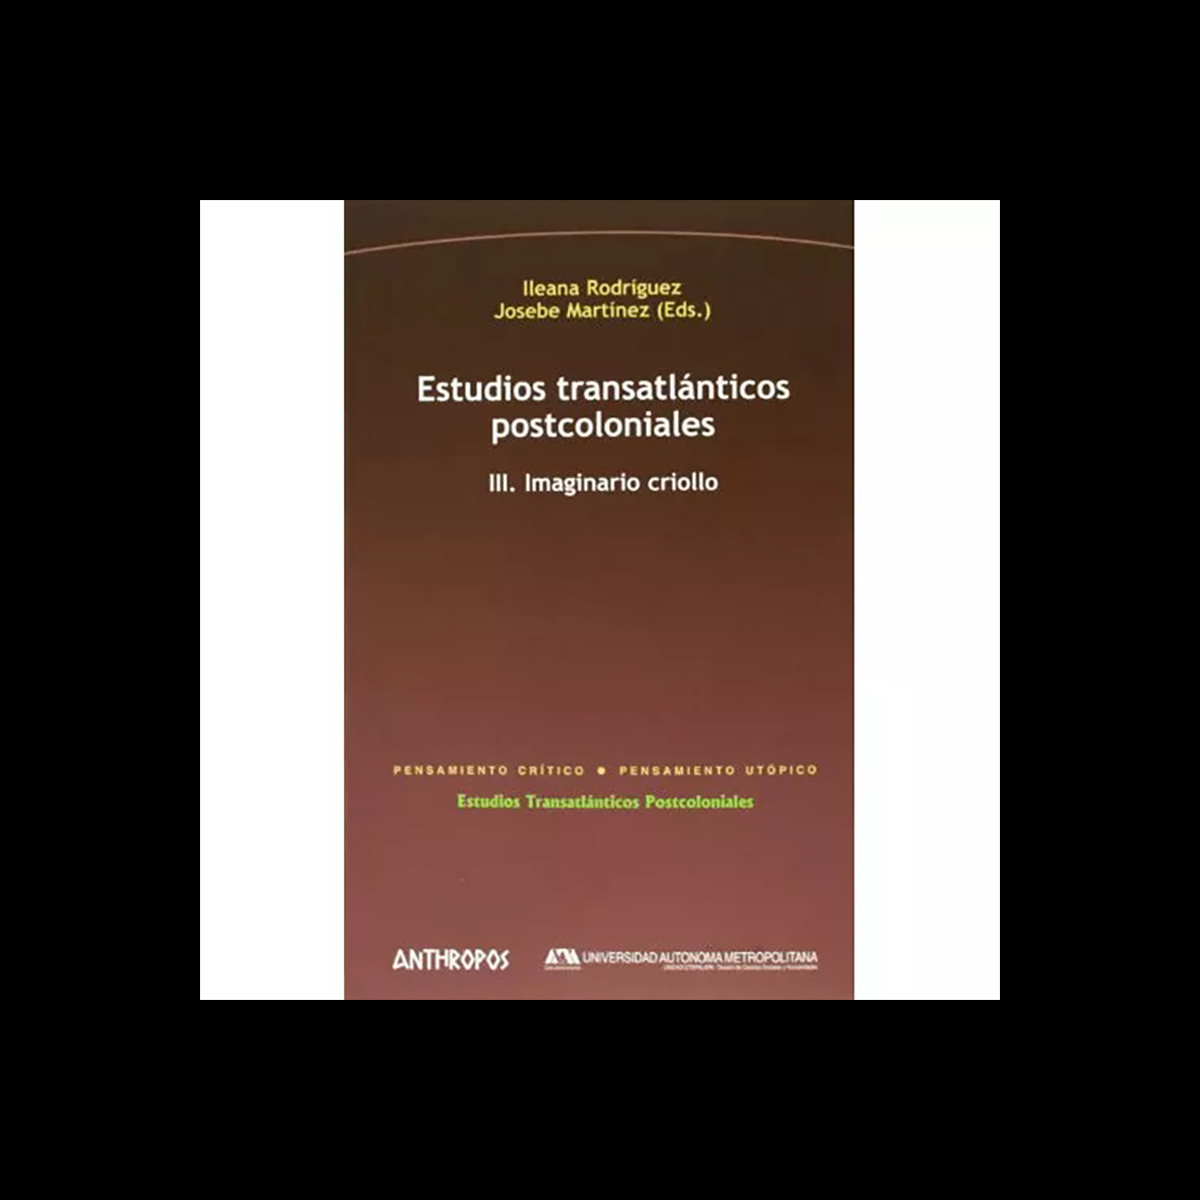 Ileana Rodríguez
Josebe Martínez (Eds.)
Estudios transatlánticos
postcoloniales
III. Imaginario criollo
PENSAMIENTO CRÍTICO ● PENSAMIENTO UTÓPICO
Estudios Transatlánticos Postcoloniales
ANTHROPOS
UNIVERSIDAD AUTONOMA METROPOLITANA